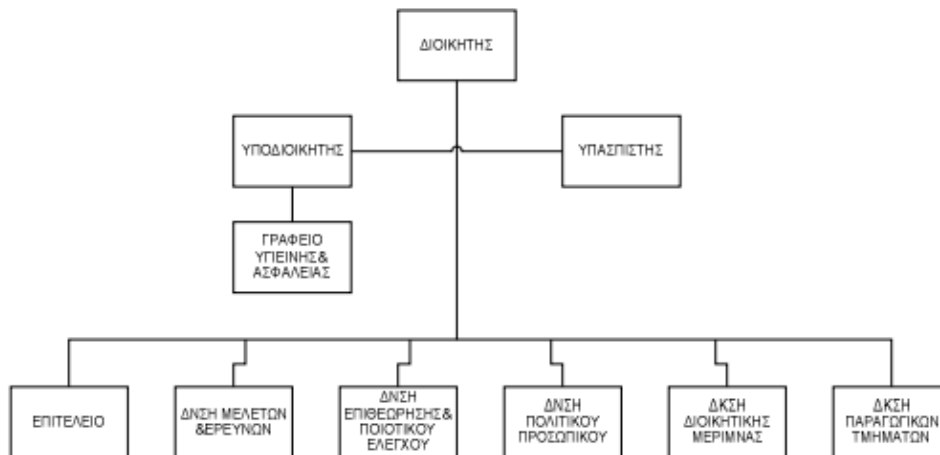 ΔΙΟΙΚΗΤΗΣ
ΥΠΟΔΙΟΙΚΗΤΗΣ
ΥΠΑΣΠΙΣΤΗΣ
ΓΡΑΦΕΙΟ
ΥΓΙΕΙΝΗΣ&
ΑΣΦΑΛΕΙΑΣ
ΕΠΙΤΕΛΕΙΟ
ΔΝΣΗ ΜΕΛΕΤΩΝ
&ΕΡΕΥΝΩΝ
ΔΝΣΗ
ΕΠΙΘΕΩΡΗΣΗΣ&
ΠΟΙΟΤΙΚΟΥ
ΕΛΕΓΧΟΥ
ΔΝΣΗ
ΠΟΛΙΤΙΚΟΥ
ΠΡΟΣΩΠΙΚΟΥ
ΔΚΣΗ
ΔΙΟΙΚΗΤΙΚΗΣ
ΜΕΡΙΜΝΑΣ
ΔΚΣΗ
ΠΑΡΑΓΩΓΙΚΩΝ
ΤΜΗΜΑΤΩΝ